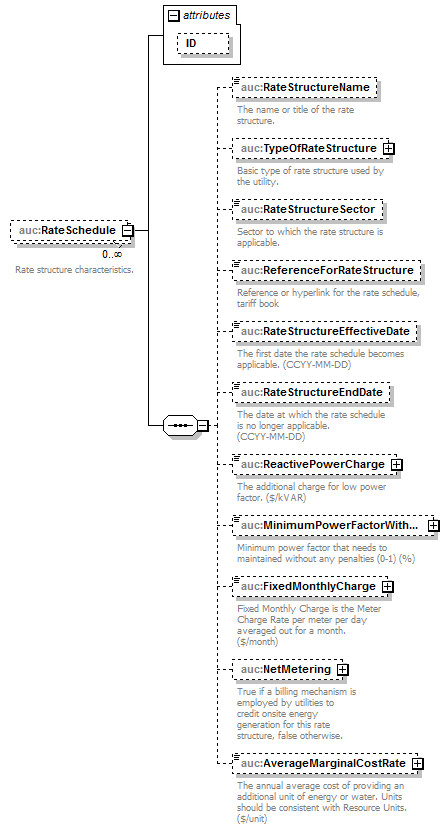 attributes
ID
auc:RateStructureName
The name or title of the rate
structure.
auc:TypeOfRateStructure
Basic type of rate structure used by
the utility.
auc:RateStructureSector
Sector to which the rate structure is
applicable.
auc:RateSchedule
0..∞
Rate structure characteristics.
auc:ReferenceForRateStructure
Reference or hyperlink for the rate schedule,
tariff book
auc:RateStructureEffectiveDate
The first date the rate schedule becomes
applicable. (CCYY-MM-DD)
auc:RateStructureEndDate
The date at which the rate schedule
is no longer applicable.
(CCYY-MM-DD)
auc:ReactivePowerCharge
The additional charge for low power
factor. ($/kVAR)
auc:MinimumPowerFactorWith...
Minimum power factor that needs to
maintained without any penalties (0-1) (%)
auc:FixedMonthlyCharge
Fixed Monthly Charge is the Meter
Charge Rate per meter per day
averaged out for a month.
($/month)
auc:NetMetering
True if a billing mechanism is
employed by utilities to
credit onsite energy
generation for this rate
structure, false otherwise.
auc:AverageMarginalCostRate
The annual average cost of providing an
additional unit of energy or water. Units
should be consistent with Resource Units.
($/unit)